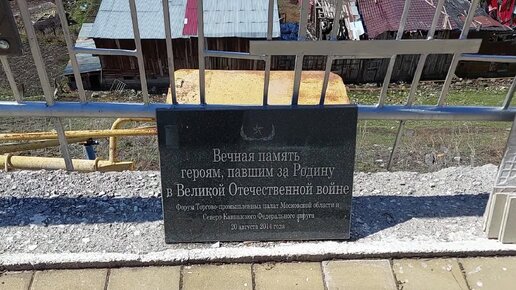 Вечная память
героям, павшим за Родину
в Великой Отечественной войне
Форум Торгово-промышленных палат Московской области и
Северо-Кавказского Федерального округа
20 августа 2014 года